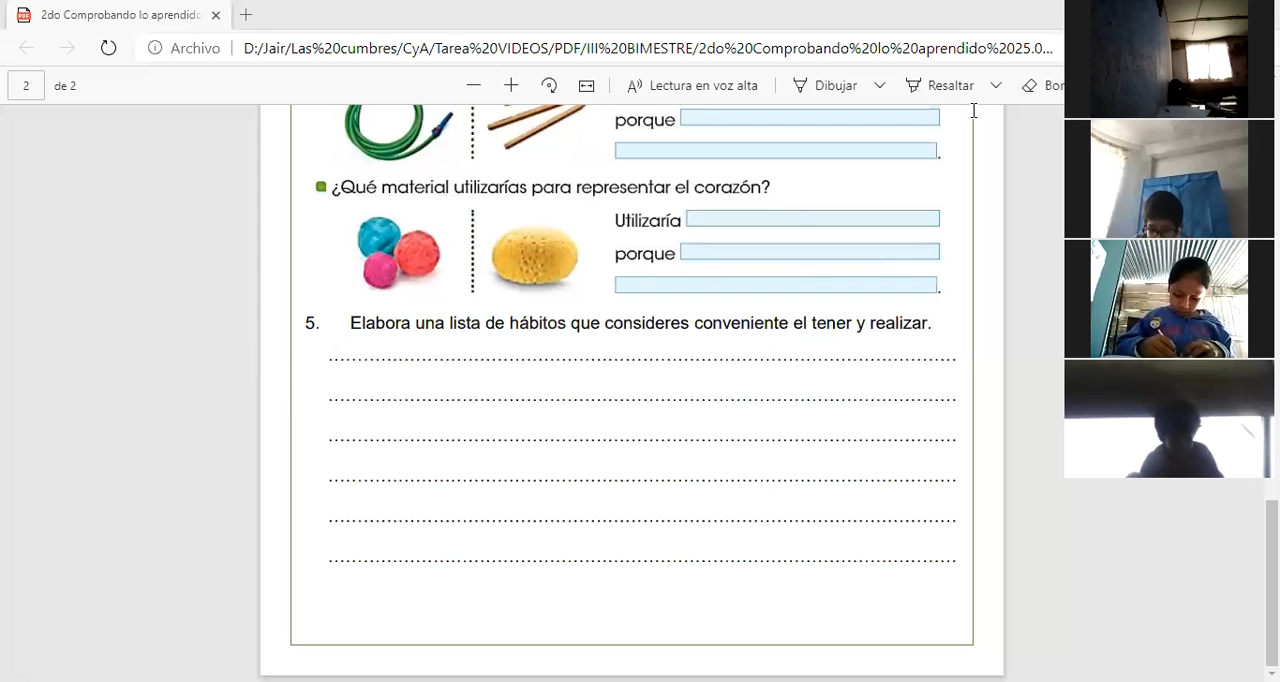 2do Comprobando lo aprendido
Archivo
D:/Jair/Las%20cumbres/CyA/Tarea%20VIDEOS/PDF/III%20BIMESTRE/2do%20Comprobando%20lo%20aprendido%2025.0...
2 de 2
Lectura en voz alta
Dibujar
Resaltar
Bor
porque
.
¿Qué material utilizarías para representar el corazón?
Utilizaría
porque
.
5. Elabora una lista de hábitos que consideres conveniente el tener y realizar.